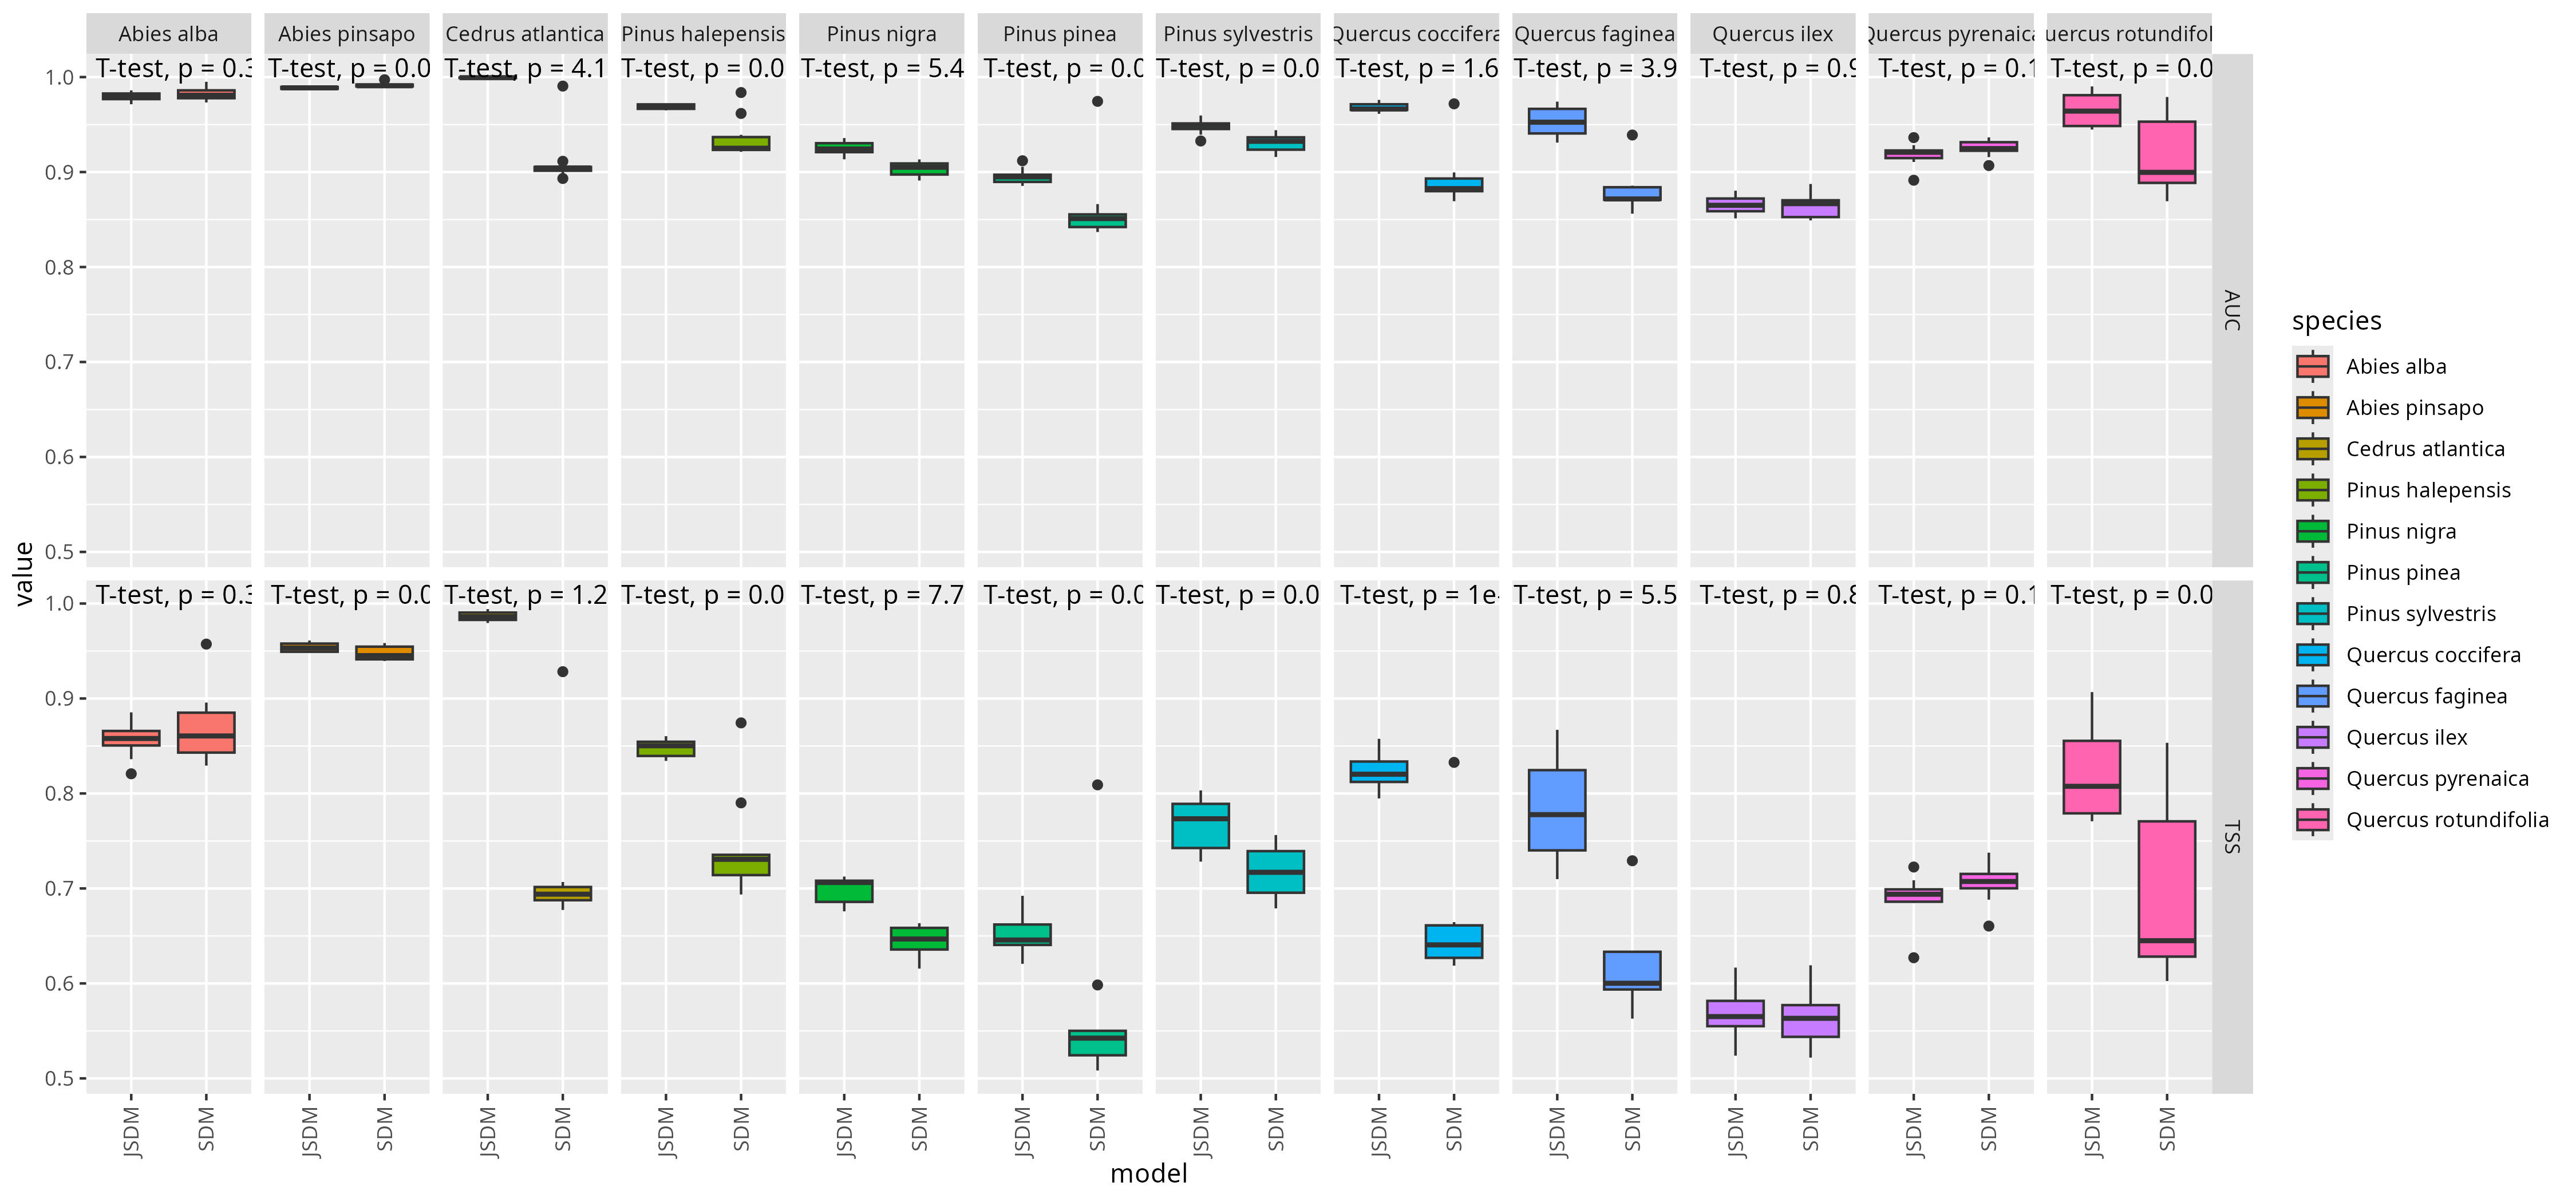 Abies alba
Abies pinsapo
Cedrus atlantica
Pinus halepensis
Pinus nigra
Pinus pinea
Pinus sylvestris
Quercus coccifera
Quercus faginea
Quercus ilex
Quercus pyrenaica
uercus rotundifol
T-test, p = 0.3
T-test, p = 0.0
T-test, p = 4.1
T-test, p = 0.0
T-test, p = 5.4
T-test, p = 0.0
T-test, p = 0.0
T-test, p = 1.6
T-test, p = 3.9
T-test, p = 0.9
T-test, p = 0.1
T-test, p = 0.0
1.0
0.9
0.8
0.7
0.6
0.5
AUC
T-test, p = 0.3
T-test, p = 0.0
T-test, p = 1.2
T-test, p = 0.0
T-test, p = 7.7
T-test, p = 0.0
T-test, p = 0.0
T-test, p = 1e-
T-test, p = 5.5
T-test, p = 0.8
T-test, p = 0.1
T-test, p = 0.0
1.0
0.9
0.8
0.7
0.6
0.5
TSS
value
JSDM
SDM
JSDM
SDM
JSDM
SDM
JSDM
SDM
JSDM
SDM
JSDM
SDM
JSDM
SDM
JSDM
SDM
JSDM
SDM
JSDM
SDM
JSDM
SDM
JSDM
SDM
model
species
Abies alba
Abies pinsapo
Cedrus atlantica
Pinus halepensis
Pinus nigra
Pinus pinea
Pinus sylvestris
Quercus coccifera
Quercus faginea
Quercus ilex
Quercus pyrenaica
Quercus rotundifolia